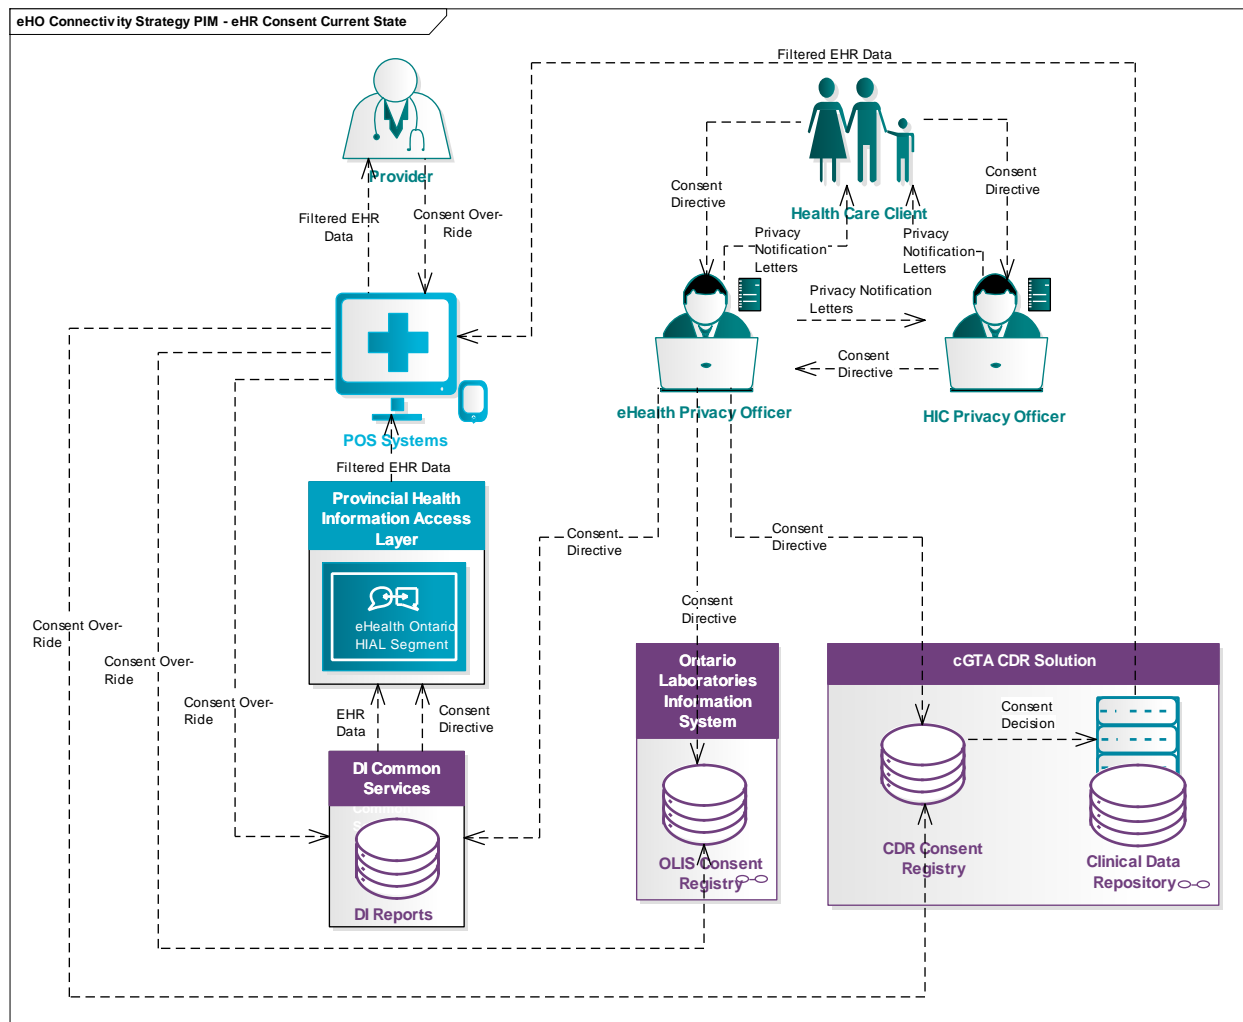 eHO Connectivity Strategy PIM - eHR Consent Current State
Filtered EHR Data
Provider
Filtered EHR
Data
Consent Over-
Ride
Consent
Directive
Consent
Directive
Health Care Client
Privacy
Notification
Letters
Privacy
Notification
Letters
Privacy Notification
Letters
Consent
Directive
eHealth Privacy Officer
HIC Privacy Officer
POS Systems
Filtered EHR Data
Provincial Health
Information Access
Layer
eHealth Ontario
HIAL Segment
Consent
Directive
Consent
Directive
Consent
Directive
Consent Over-
Ride
Consent Over-
Ride
Consent Over-
Ride
EHR
Data
Consent
Directive
DI Common
Services
DI Reports
Ontario
Laboratories
Information
System
OLIS Consent
Registry
cGTA CDR Solution
Consent
Decision
CDR Consent
Registry
Clinical Data
Repository